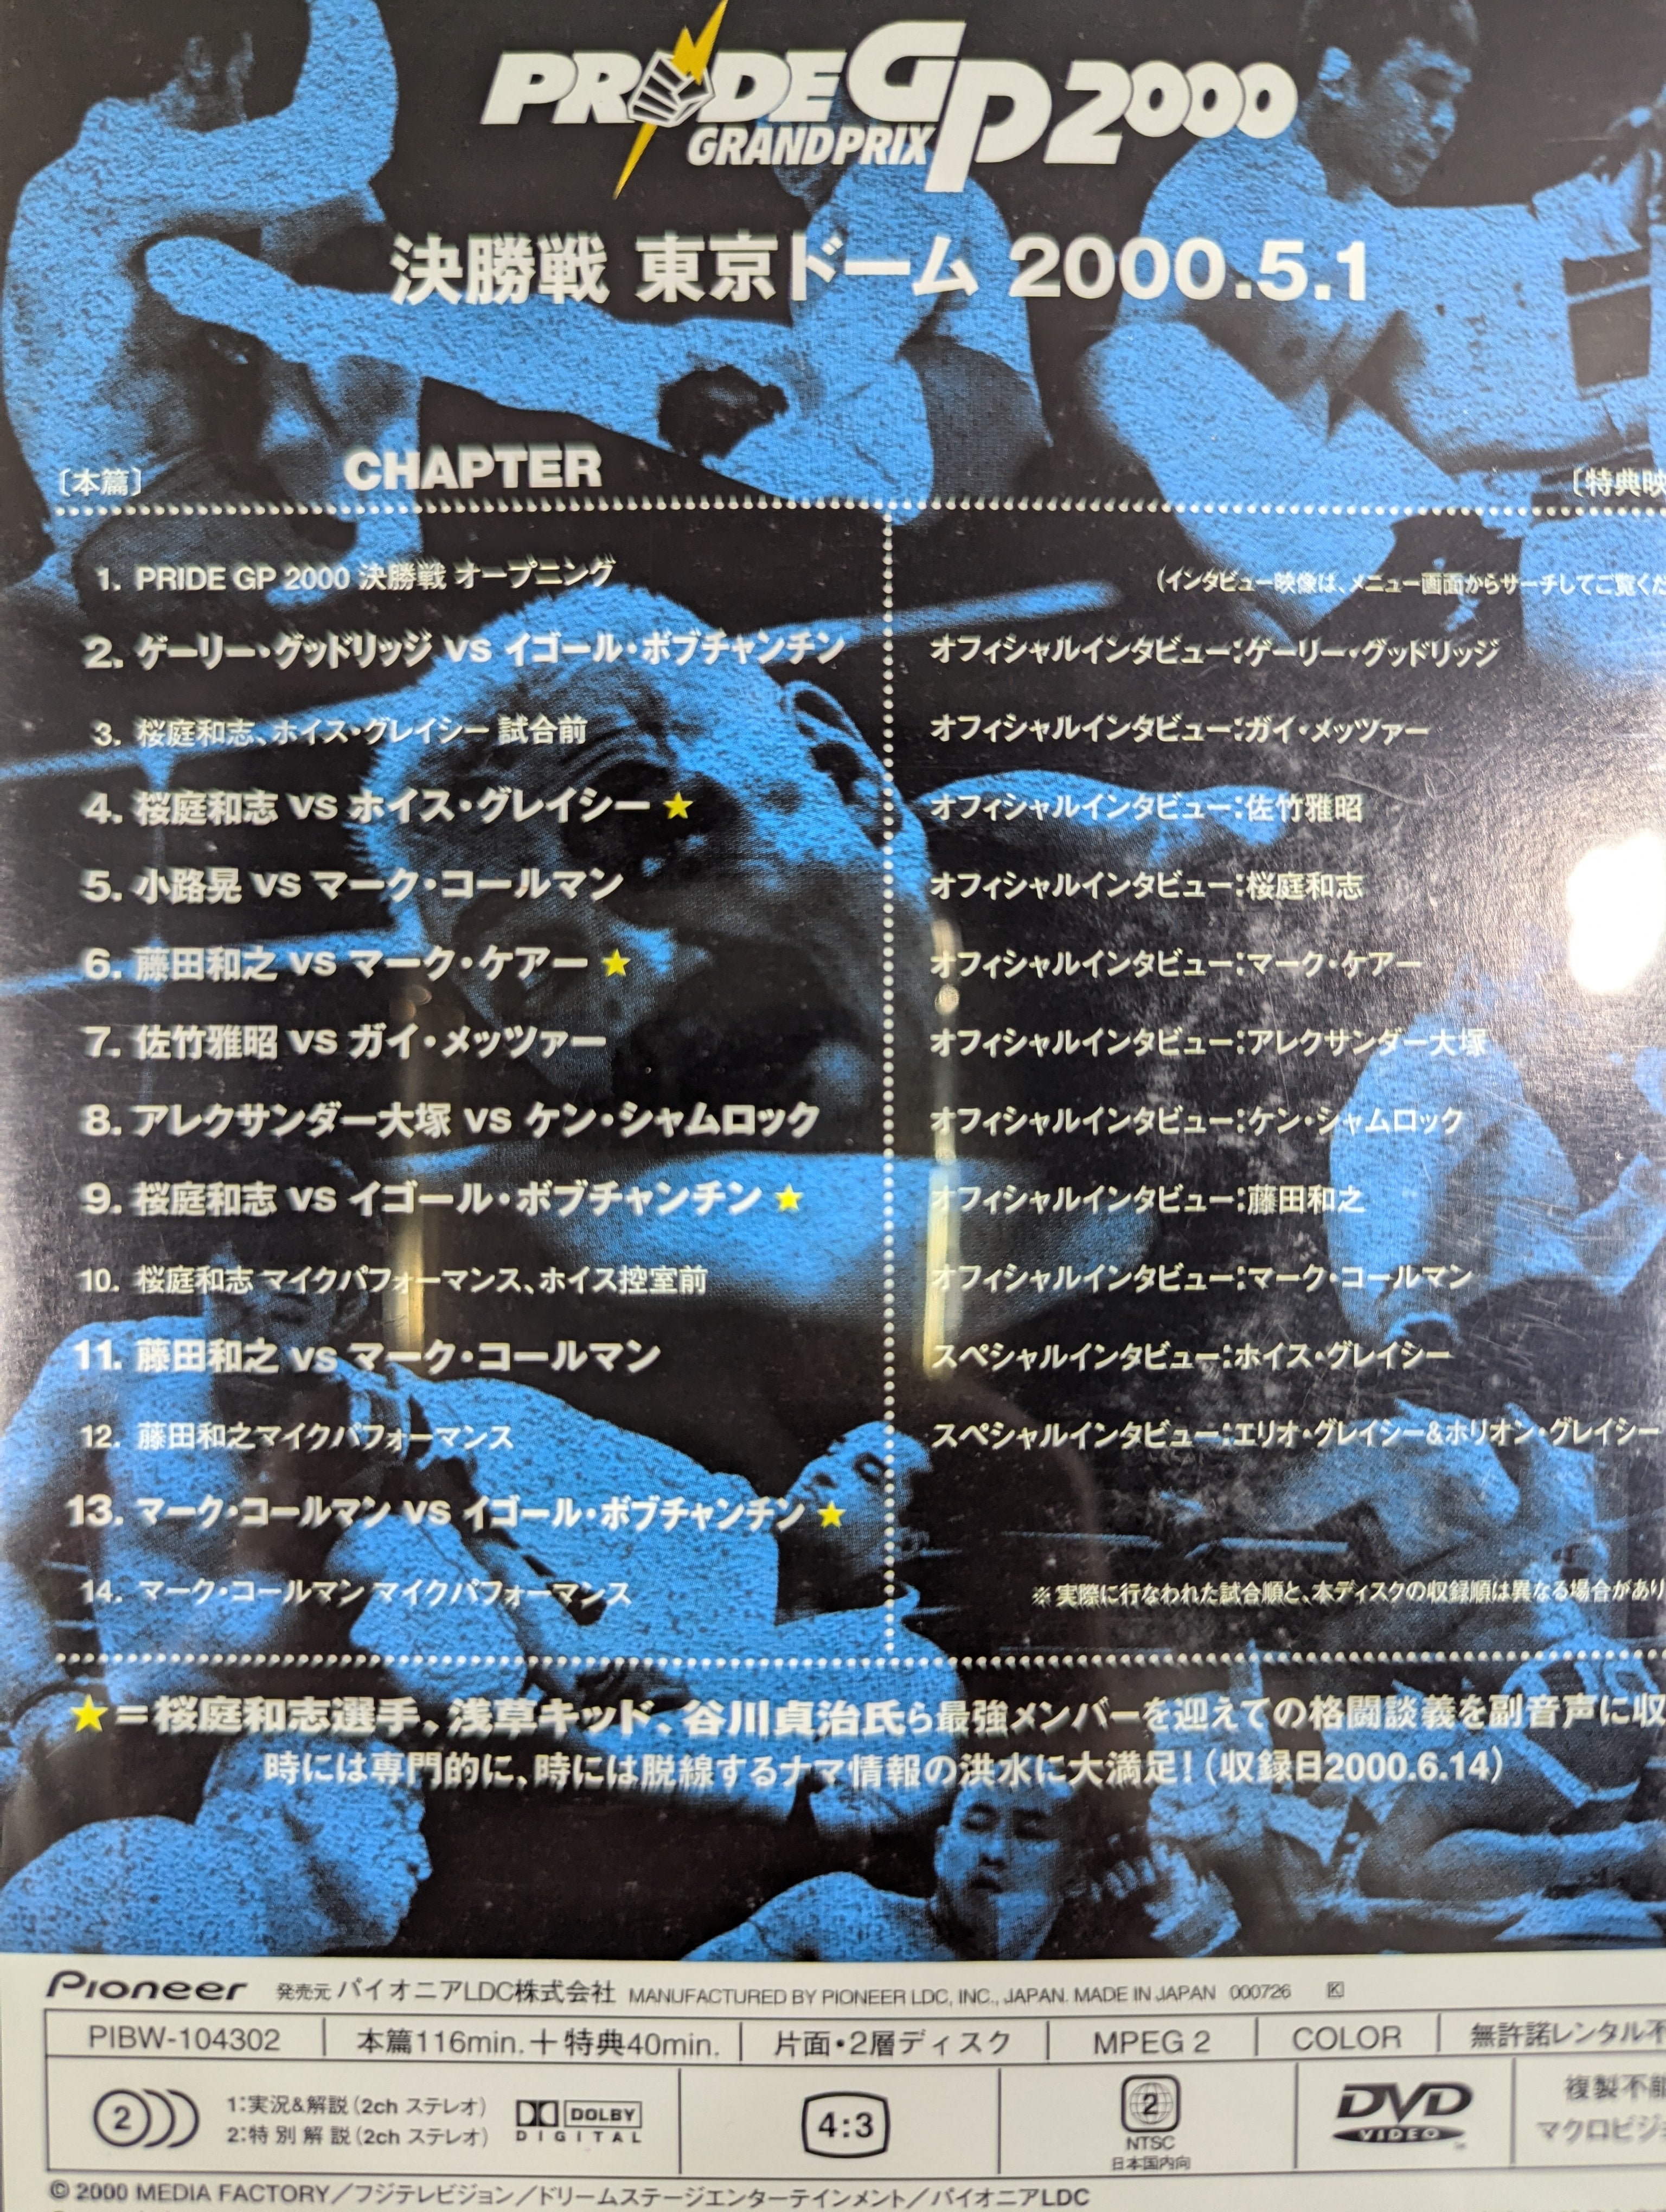 PRIDE GP 2000
GRANDPRIX
決勝戦 東京ドーム 2000.5.1
〔本篇〕
CHAPTER
〔特典映
1. PRIDE GP 2000 決勝戦 オープニング
2. ゲーリー・グッドリッジ vs イゴール・ボブチャンチン
3. 桜庭和志、ホイス・グレイシー 試合前
4. 桜庭和志 vs ホイス・グレイシー ★
5. 小路晃 vs マーク・コールマン
6. 藤田和之 vs マーク・ケアー ★
7. 佐竹雅昭 vs ガイ・メッツァー
8. アレクサンダー大塚 vs ケン・シャムロック
9. 桜庭和志 vs イゴール・ボブチャンチン ★
10. 桜庭和志 マイクパフォーマンス、ホイス控室前
11. 藤田和之 vs マーク・コールマン
12. 藤田和之マイクパフォーマンス
13. マーク・コールマン vs イゴール・ボブチャンチン ★
14. マーク・コールマン マイクパフォーマンス
(インタビュー映像は、メニュー画面からサーチしてご覧くだ
オフィシャルインタビュー:ゲーリー・グッドリッジ
オフィシャルインタビュー:ガイ・メッツァー
オフィシャルインタビュー:佐竹雅昭
オフィシャルインタビュー:桜庭和志
オフィシャルインタビュー:マーク・ケアー
オフィシャルインタビュー:アレクサンダー大塚
オフィシャルインタビュー:ケン・シャムロック
オフィシャルインタビュー:藤田和之
オフィシャルインタビュー:マーク・コールマン
スペシャルインタビュー:ホイス・グレイシー
スペシャルインタビュー:エリオ・グレイシー&ホリオン・グレイシー
※実際に行なわれた試合順と、本ディスクの収録順は異なる場合があり
★=桜庭和志選手、浅草キッド、谷川貞治氏ら最強メンバーを迎えての格闘談義を副音声に収
時には専門的に、時には脱線するナマ情報の洪水に大満足!(収録日2000.6.14)
Pioneer 発売元 パイオニアLDC株式会社 MANUFACTURED BY PIONEER LDC, INC., JAPAN. MADE IN JAPAN 000726 K
PIBW-104302 本篇116min.+特典40min. 片面・2層ディスク MPEG 2 COLOR 無許諾レンタル不
2 1:実況&解説(2ch ステレオ) DOLBY DIGITAL 4:3 2 DVD 複製不能
2:特別解説(2ch ステレオ) NTSC VIDEO マクロビジ
日本国内向
© 2000 MEDIA FACTORY/フジテレビジョン/ドリームステージエンターテインメント/パイオニアLDC